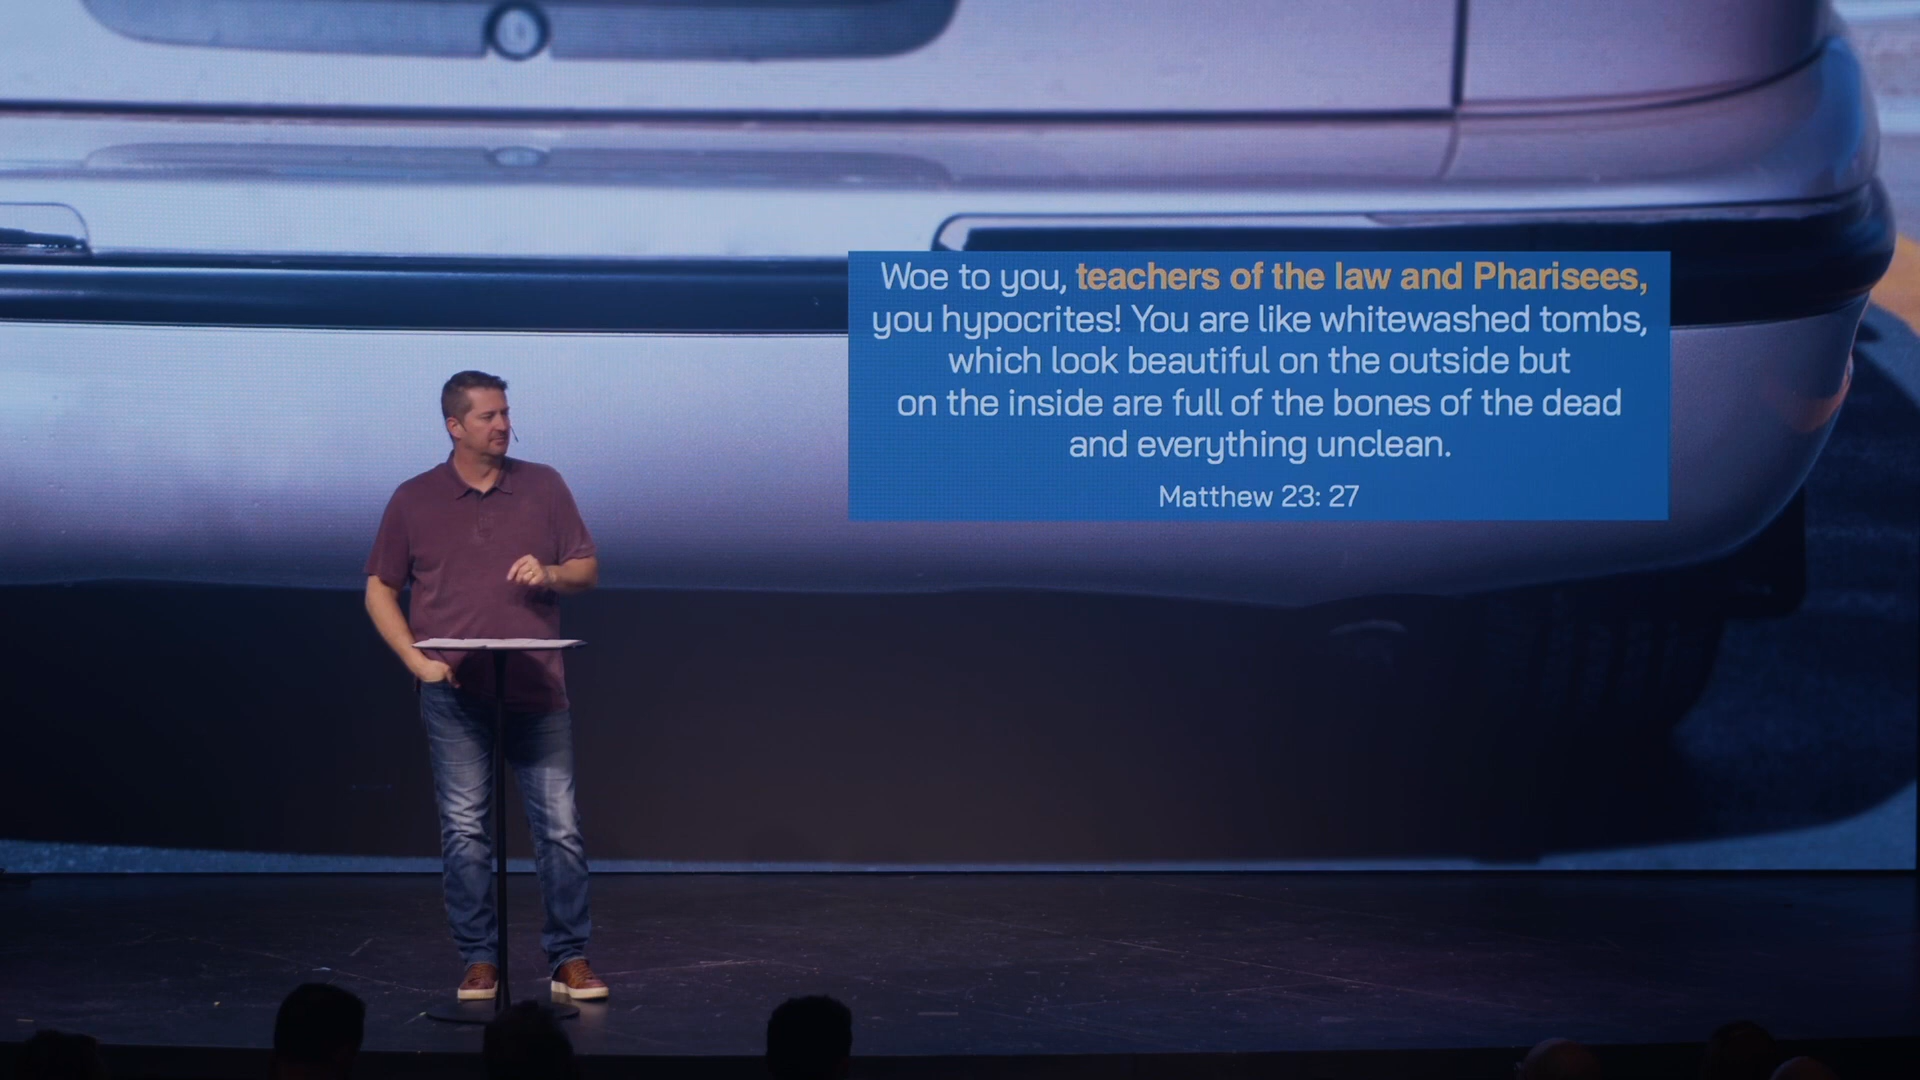 Woe to you, teachers of the law and Pharisees,
you hypocrites! You are like whitewashed tombs,
which look beautiful on the outside but
on the inside are full of the bones of the dead
and everything unclean.
Matthew 23: 27